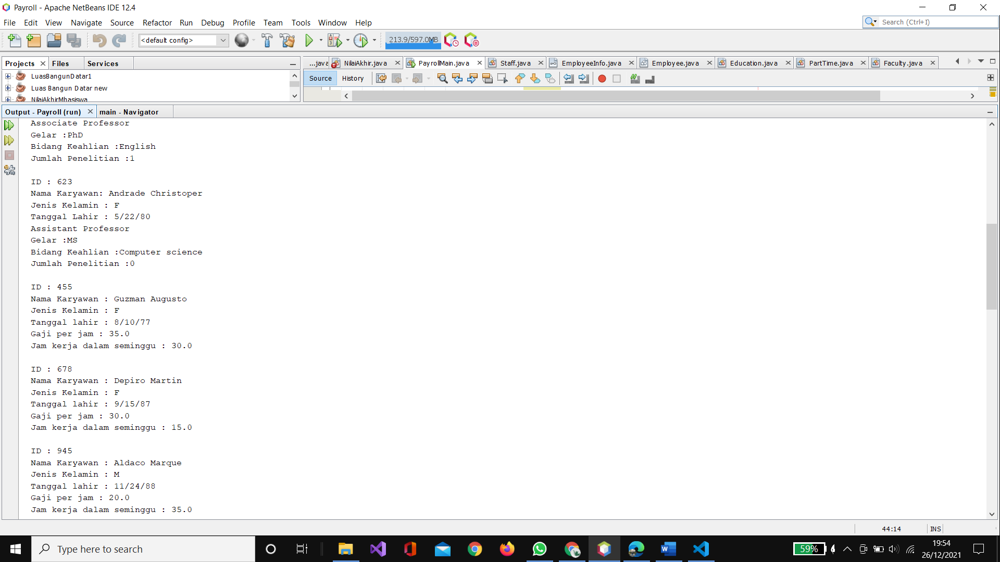 Payroll - Apache NetBeans IDE 12.4
File Edit View Navigate Source Refactor Run Debug Profile Team Tools Window Help
Search (Ctrl+I)
<default config>
213.9/597.0MB
Projects Files Services
...java NilaiAkhir.java PayrollMain.java Staff.java EmployeeInfo.java Employee.java Education.java PartTime.java Faculty.java
Source History
LuasBangunDatar1
Luas Bangun Datar new
NilaiAkhirMhasiswa
Output - Payroll (run) main - Navigator
Associate Professor
Gelar :PhD
Bidang Keahlian :English
Jumlah Penelitian :1
ID : 623
Nama Karyawan: Andrade Christoper
Jenis Kelamin : F
Tanggal Lahir : 5/22/80
Assistant Professor
Gelar :MS
Bidang Keahlian :Computer science
Jumlah Penelitian :0
ID : 455
Nama Karyawan : Guzman Augusto
Jenis Kelamin : F
Tanggal lahir : 8/10/77
Gaji per jam : 35.0
Jam kerja dalam seminggu : 30.0
ID : 678
Nama Karyawan : Depiro Martin
Jenis Kelamin : F
Tanggal lahir : 9/15/87
Gaji per jam : 30.0
Jam kerja dalam seminggu : 15.0
ID : 945
Nama Karyawan : Aldaco Marque
Jenis Kelamin : M
Tanggal lahir : 11/24/88
Gaji per jam : 20.0
Jam kerja dalam seminggu : 35.0
44:14 INS
Type here to search
59%
19:54
26/12/2021